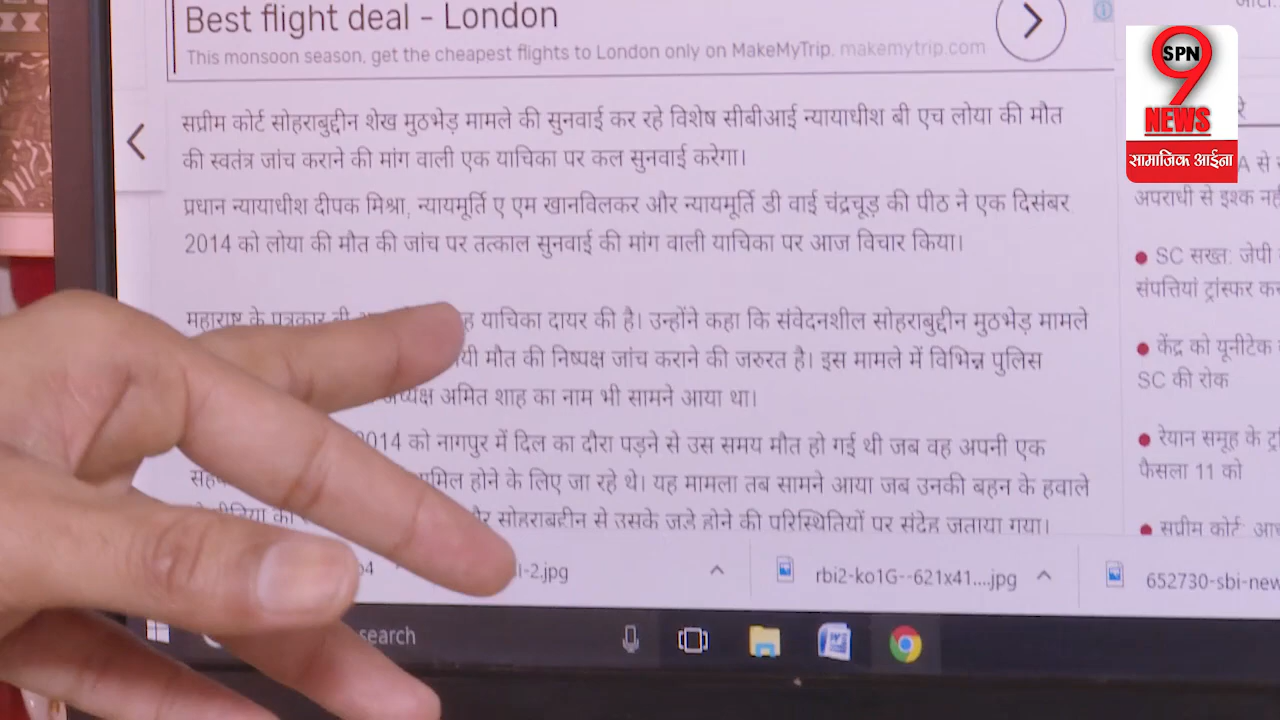 Best flight deal - London
This monsoon season, get the cheapest flights to London only on MakeMyTrip. makemytrip.com
SPN
9
NEWS
सामाजिक आईना
सप्रीम कोर्ट सोहराबुद्दीन शेख मुठभेड़ मामले की सुनवाई कर रहे विशेष सीबीआई न्यायाधीश बी एच लोया की मौत
की स्वतंत्र जांच कराने की मांग वाली एक याचिका पर कल सुनवाई करेगा।
प्रधान न्यायाधीश दीपक मिश्रा, न्यायमूर्ति ए एम खानविलकर और न्यायमूर्ति डी वाई चंद्रचूड़ की पीठ ने एक दिसंबर
2014 को लोया की मौत की जांच पर तत्काल सुनवाई की मांग वाली याचिका पर आज विचार किया।
महाराष्ट्र के पत्रकार याचिका दायर की है। उन्होंने कहा कि संवेदनशील सोहराबुद्दीन मुठभेड़ मामले
मौत की निष्पक्ष जांच कराने की जरुरत है। इस मामले में विभिन्न पुलिस
अमित शाह का नाम भी सामने आया था।
2014 को नागपुर में दिल का दौरा पड़ने से उस समय मौत हो गई थी जब वह अपनी एक
होने के लिए जा रहे थे। यह मामला तब सामने आया जब उनकी बहन के हवाले
सोहराबुद्दीन से उसके जुड़े होने की परिस्थितियों पर संदेह जताया गया।
A से
अपराधी से इश्क
SC सख्त: जेपी
संपत्तियां ट्रांस्फर
केंद्र को यूनीटेक
SC की रोक
रेयान समूह के
फैसला 11 को
सुप्रीम कोर्ट:
-2.jpg
rbi2-ko1G--621x41....jpg
652730-sbi-new
search